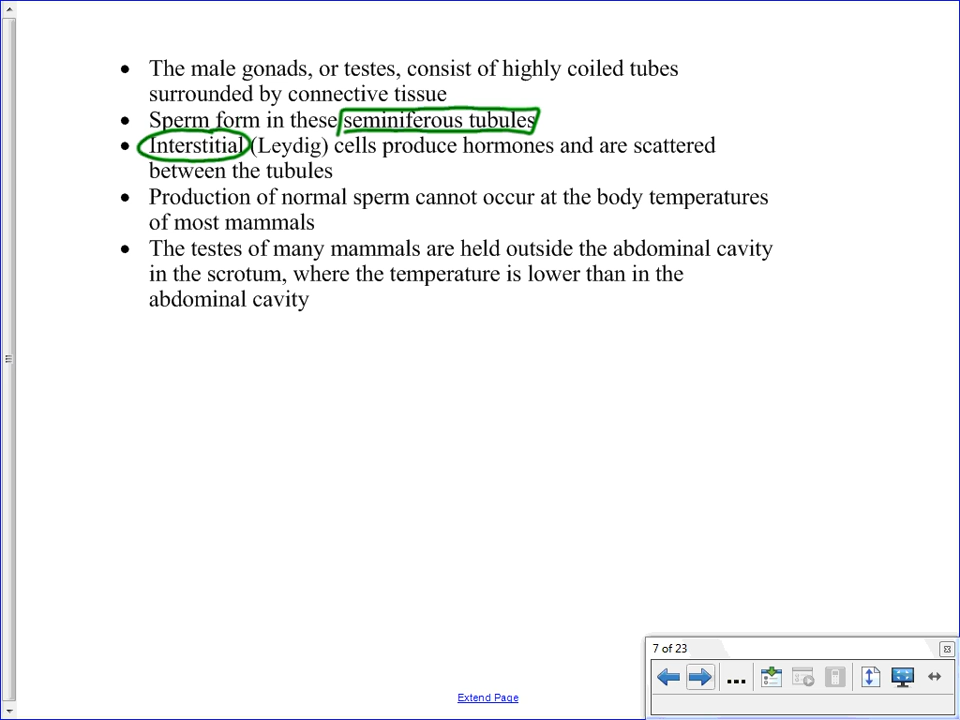 • The male gonads, or testes, consist of highly coiled tubes
surrounded by connective tissue
• Sperm form in these seminiferous tubules
• Interstitial (Leydig) cells produce hormones and are scattered
between the tubules
• Production of normal sperm cannot occur at the body temperatures
of most mammals
• The testes of many mammals are held outside the abdominal cavity
in the scrotum, where the temperature is lower than in the
abdominal cavity
7 of 23
Extend Page